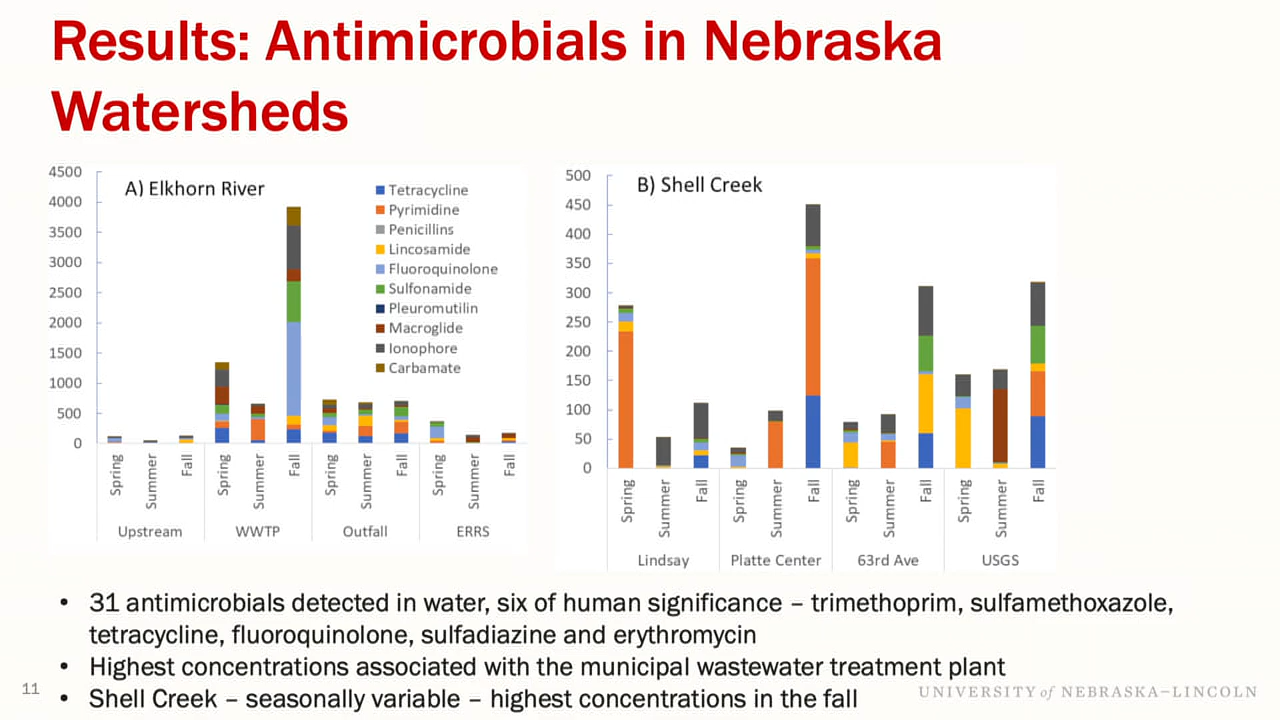 Results: Antimicrobials in Nebraska
Watersheds
A) Elkhorn River
4500
4000
3500
3000
2500
2000
1500
1000
500
0
Tetracycline
Pyrimidine
Penicillins
Lincosamide
Fluoroquinolone
Sulfonamide
Pleuromutilin
Macroglide
Ionophore
Carbamate
Spring Summer Fall Spring Summer Fall Spring Summer Fall Spring Summer Fall
Upstream WWTP Outfall ERRS
B) Shell Creek
500
450
400
350
300
250
200
150
100
50
0
Spring Summer Fall Spring Summer Fall Spring Summer Fall Spring Summer Fall
Lindsay Platte Center 63rd Ave USGS
• 31 antimicrobials detected in water, six of human significance – trimethoprim, sulfamethoxazole,
tetracycline, fluoroquinolone, sulfadiazine and erythromycin
• Highest concentrations associated with the municipal wastewater treatment plant
• Shell Creek – seasonally variable – highest concentrations in the fall
11
UNIVERSITY of NEBRASKA–LINCOLN